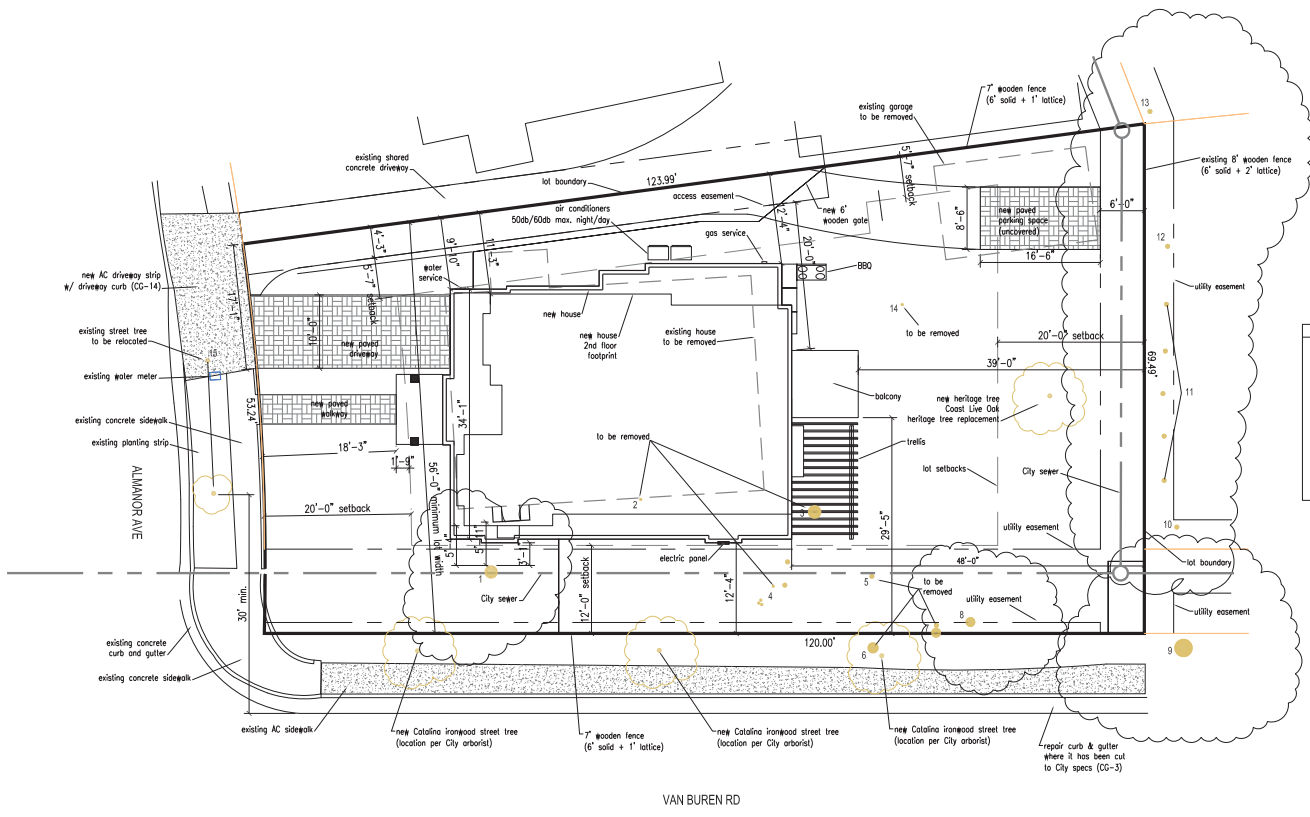 13
7' wooden fence
(6' solid + 1' lattice)
existing garage
to be removed
existing shared
concrete driveway
5'-7" setback
existing 8' wooden fence
(6' solid + 2' lattice)
lot boundary
123.99'
access easement
air conditioners
50db/60db max. night/day
12'-4"
new 6'
wooden gate
new paved
parking space
(uncovered)
8'-6"
6'-0"
4'-3"
9'-10"
11'-3"
gas service
20'-0"
12
16'-6"
BBQ
water
service
5'-7" setback
new AC driveway strip
w/ driveway curb (CG-14)
17'-1"
utility easement
new house
new house
2nd floor
footprint
existing house
to be removed
14
to be removed
10'-0"
new paved
driveway
existing street tree
to be relocated
15
20'-0" setback
39'-0"
69.49'
existing water meter
balcony
new heritage tree
Coast Live Oak
heritage tree replacement
11
53.24'
new paved
walkway
34'-1"
existing concrete sidewalk
existing planting strip
to be removed
trellis
18'-3"
1'-9"
lot setbacks
City sewer
ALMANOR AVE
56'-0" minimum lot width
2
3
20'-0" setback
29'-5"
10
5'-11"
utility easement
electric panel
48'-0"
lot boundary
1
City sewer
12'-0" setback
12'-4"
4
5
to be
removed
utility easement
utility easement
30' min.
8
7
120.00'
6
9
existing concrete
curb and gutter
existing concrete sidewalk
existing AC sidewalk
new Catalina ironwood street tree
(location per City arborist)
7' wooden fence
(6' solid + 1' lattice)
new Catalina ironwood street tree
(location per City arborist)
new Catalina ironwood street tree
(location per City arborist)
repair curb & gutter
where it has been cut
to City specs (CG-3)
VAN BUREN RD